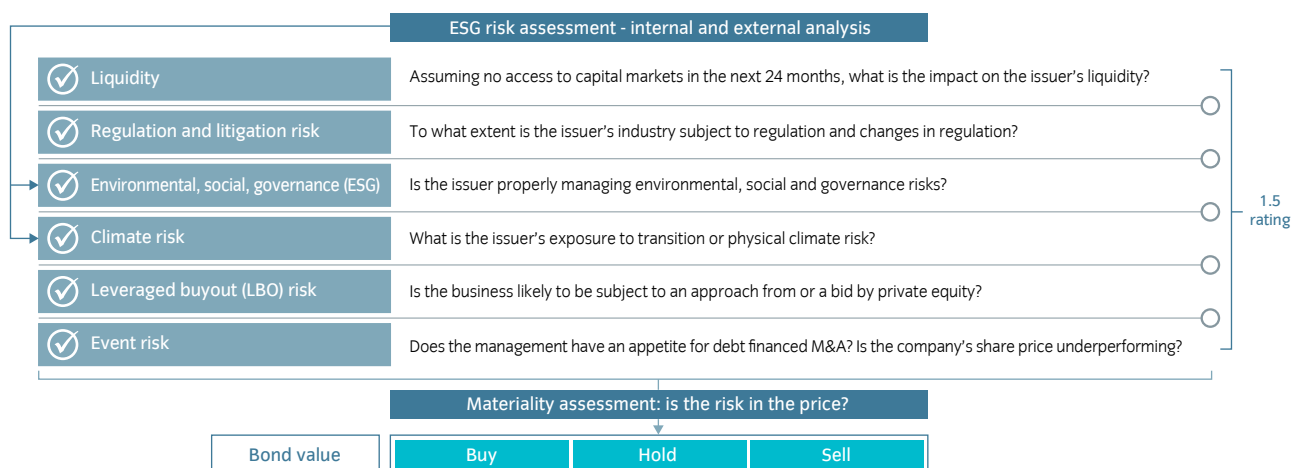 ESG risk assessment - internal and external analysis
Liquidity
Assuming no access to capital markets in the next 24 months, what is the impact on the issuer's liquidity?
Regulation and litigation risk
To what extent is the issuer's industry subject to regulation and changes in regulation?
Environmental, social, governance (ESG)
Is the issuer properly managing environmental, social and governance risks?
Climate risk
What is the issuer's exposure to transition or physical climate risk?
Leveraged buyout (LBO) risk
Is the business likely to be subject to an approach from or a bid by private equity?
Event risk
Does the management have an appetite for debt financed M&A? Is the company's share price underperforming?
1.5
rating
Materiality assessment: is the risk in the price?
Bond value
Buy
Hold
Sell